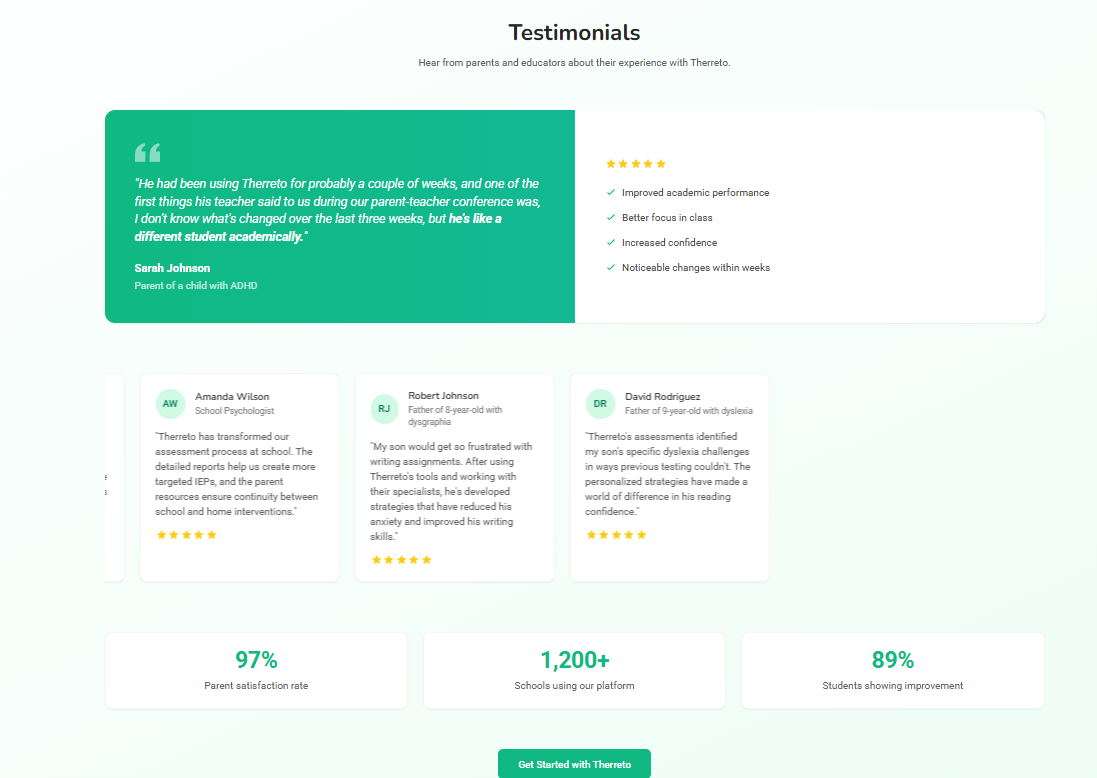 Testimonials
Hear from parents and educators about their experience with Therreto.
"He had been using Therreto for probably a couple of weeks, and one of the
first things his teacher said to us during our parent-teacher conference was,
I don't know what's changed over the last three weeks, but he's like a
different student academically."
Sarah Johnson
Parent of a child with ADHD
Improved academic performance
Better focus in class
Increased confidence
Noticeable changes within weeks
AW
Amanda Wilson
School Psychologist
"Therreto has transformed our
assessment process at school. The
detailed reports help us create more
targeted IEPs, and the parent
resources ensure continuity between
school and home interventions."
RJ
Robert Johnson
Father of 8-year-old with
dysgraphia
"My son would get so frustrated with
writing assignments. After using
Therreto's tools and working with
their specialists, he's developed
strategies that have reduced his
anxiety and improved his writing
skills."
DR
David Rodriguez
Father of 9-year-old with dyslexia
"Therreto's assessments identified
my son's specific dyslexia challenges
in ways previous testing couldn't. The
personalized strategies have made a
world of difference in his reading
confidence."
97%
Parent satisfaction rate
1,200+
Schools using our platform
89%
Students showing improvement
Get Started with Therreto